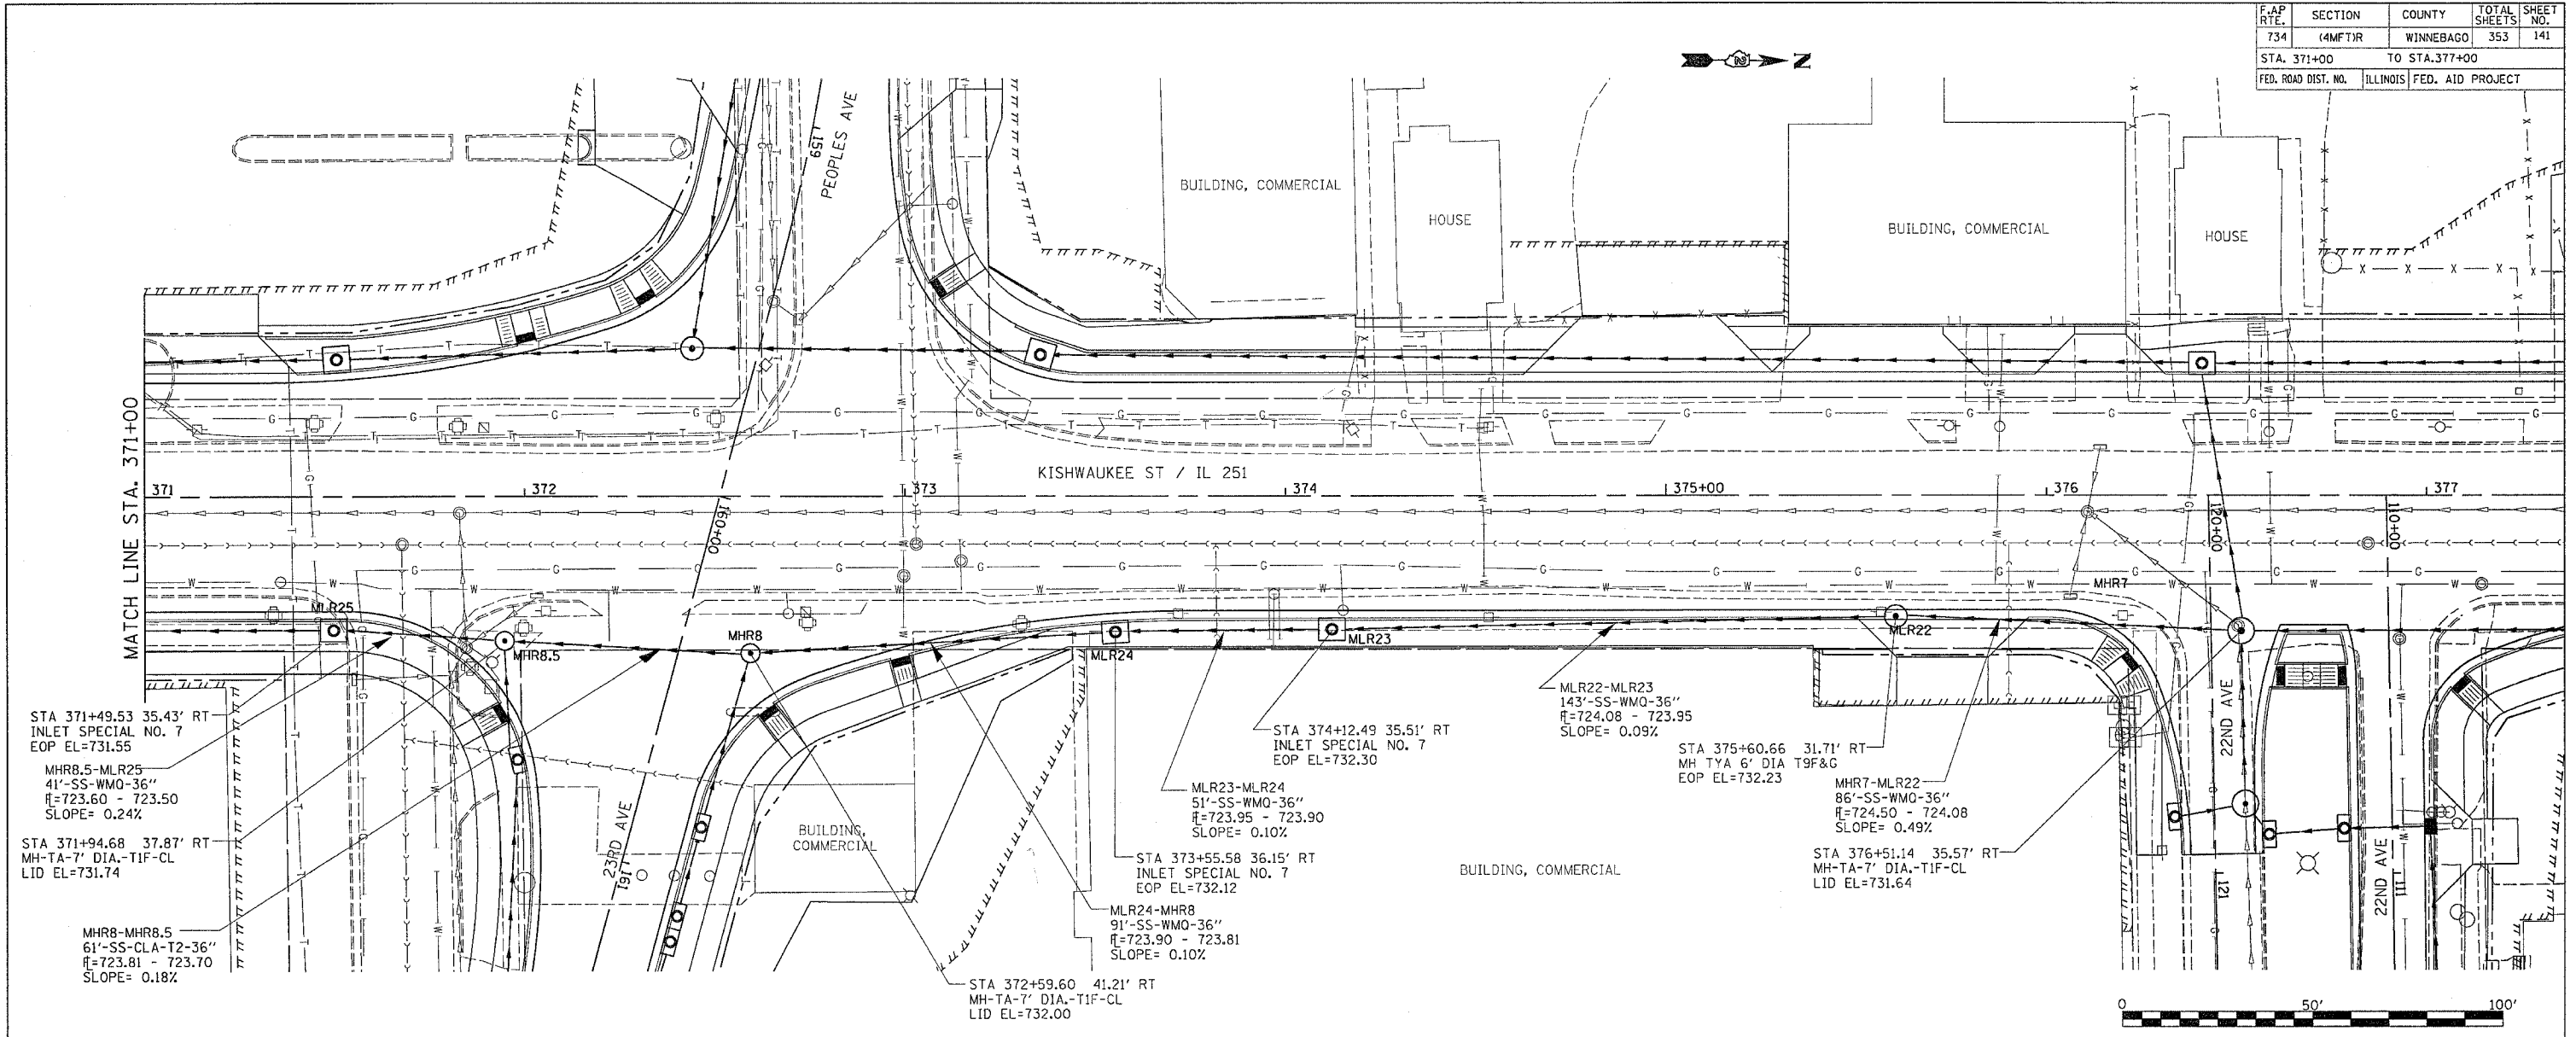 F.AP RTE.
SECTION
COUNTY
TOTAL SHEETS
SHEET NO.
734
(4MFT)R
WINNEBAGO
353
141
STA. 371+00 TO STA.377+00
FED. ROAD DIST. NO.
ILLINOIS
FED. AID PROJECT
N
159
PEOPLES AVE
BUILDING, COMMERCIAL
HOUSE
BUILDING, COMMERCIAL
HOUSE
MATCH LINE STA. 371+00
KISHWAUKEE ST / IL 251
371
372
373
374
375+00
376
377
160+00
120+00
110+00
MLR25
MHR8.5
MHR8
MLR24
MLR23
MLR22
MHR7
STA 371+49.53 35.43' RT
INLET SPECIAL NO. 7
EOP EL=731.55
MHR8.5-MLR25
41'-SS-WMQ-36"
FL=723.60 - 723.50
SLOPE= 0.24%
STA 371+94.68 37.87' RT
MH-TA-7' DIA.-T1F-CL
LID EL=731.74
MHR8-MHR8.5
61'-SS-CLA-T2-36"
FL=723.81 - 723.70
SLOPE= 0.18%
23RD AVE
161
BUILDING,
COMMERCIAL
STA 372+59.60 41.21' RT
MH-TA-7' DIA.-T1F-CL
LID EL=732.00
MLR24-MHR8
91'-SS-WMQ-36"
FL=723.90 - 723.81
SLOPE= 0.10%
STA 373+55.58 36.15' RT
INLET SPECIAL NO. 7
EOP EL=732.12
MLR23-MLR24
51'-SS-WMQ-36"
FL=723.95 - 723.90
SLOPE= 0.10%
STA 374+12.49 35.51' RT
INLET SPECIAL NO. 7
EOP EL=732.30
MLR22-MLR23
143'-SS-WMQ-36"
FL=724.08 - 723.95
SLOPE= 0.09%
STA 375+60.66 31.71' RT
MH TYA 6' DIA T9F&G
EOP EL=732.23
MHR7-MLR22
86'-SS-WMQ-36"
FL=724.50 - 724.08
SLOPE= 0.49%
STA 376+51.14 35.57' RT
MH-TA-7' DIA.-T1F-CL
LID EL=731.64
BUILDING, COMMERCIAL
22ND AVE
121
22ND AVE
111
0 50' 100'